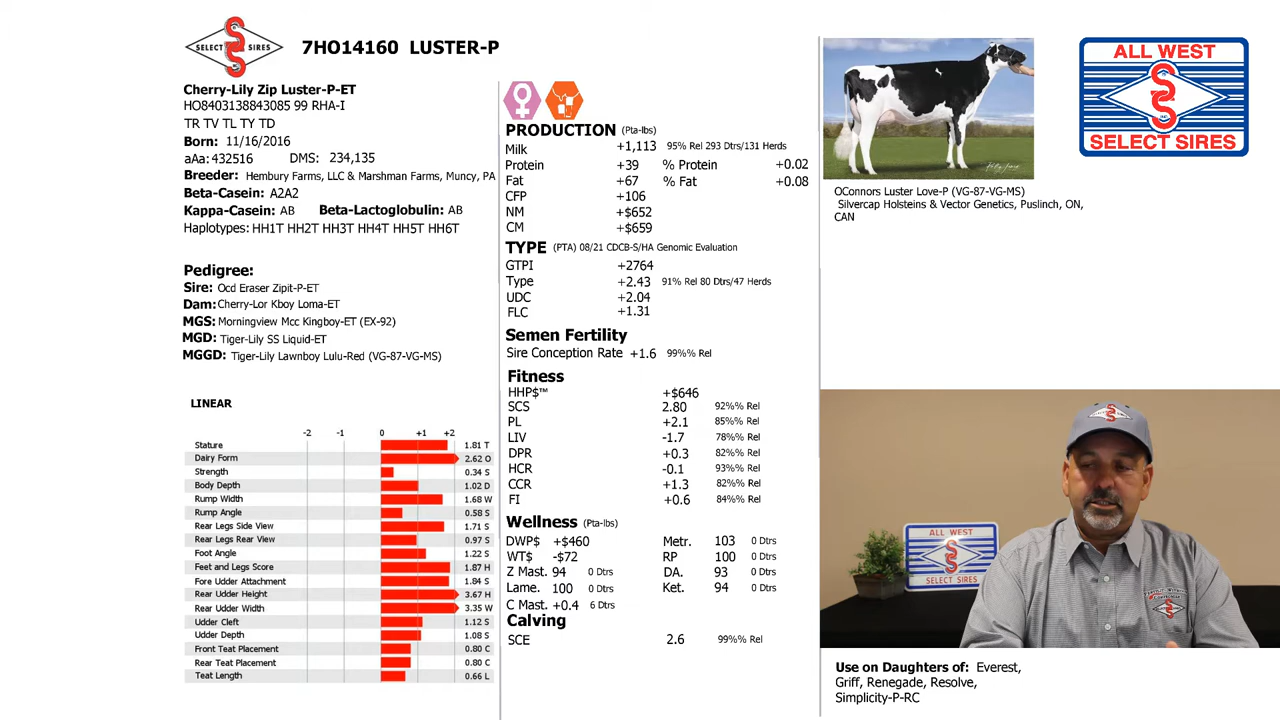 SELECT SIRES
7HO14160 LUSTER-P
Cherry-Lily Zip Luster-P-ET
HO8403138843085 99 RHA-I
TR TV TL TY TD
Born: 11/16/2016
aAa: 432516 DMS: 234,135
Breeder: Hembury Farms, LLC & Marshman Farms, Muncy, PA
Beta-Casein: A2A2
Kappa-Casein: AB Beta-Lactoglobulin: AB
Haplotypes: HH1T HH2T HH3T HH4T HH5T HH6T
Pedigree:
Sire: Ocd Eraser Zipit-P-ET
Dam: Cherry-Lor Kboy Loma-ET
MGS: Morningview Mcc Kingboy-ET (EX-92)
MGD: Tiger-Lily SS Liquid-ET
MGGD: Tiger-Lily Lawnboy Lulu-Red (VG-87-VG-MS)
LINEAR
-2 -1 0 +1 +2
Stature 1.81 T
Dairy Form 2.62 O
Strength 0.34 S
Body Depth 1.02 D
Rump Width 1.68 W
Rump Angle 0.58 S
Rear Legs Side View 1.71 S
Rear Legs Rear View 0.97 S
Foot Angle 1.22 S
Feet and Legs Score 1.87 H
Fore Udder Attachment 1.84 S
Rear Udder Height 3.67 H
Rear Udder Width 3.35 W
Udder Cleft 1.12 S
Udder Depth 1.08 S
Front Teat Placement 0.80 C
Rear Teat Placement 0.80 C
Teat Length 0.66 L
PRODUCTION (Pta-lbs)
Milk +1,113 95% Rel 293 Dtrs/131 Herds
Protein +39 % Protein +0.02
Fat +67 % Fat +0.08
CFP +106
NM +$652
CM +$659
TYPE (PTA) 08/21 CDCB-S/HA Genomic Evaluation
GTPI +2764
Type +2.43 91% Rel 80 Dtrs/47 Herds
UDC +2.04
FLC +1.31
Semen Fertility
Sire Conception Rate +1.6 99%% Rel
Fitness
HHP$™ +$646
SCS 2.80 92%% Rel
PL +2.1 85%% Rel
LIV -1.7 78%% Rel
DPR +0.3 82%% Rel
HCR -0.1 93%% Rel
CCR +1.3 82%% Rel
FI +0.6 84%% Rel
Wellness (Pta-lbs)
DWP$ +$460 Metr. 103 0 Dtrs
WT$ -$72 RP 100 0 Dtrs
Z Mast. 94 0 Dtrs DA. 93 0 Dtrs
Lame. 100 0 Dtrs Ket. 94 0 Dtrs
C Mast. +0.4 6 Dtrs
Calving
SCE 2.6 99%% Rel
OConnors Luster Love-P (VG-87-VG-MS)
Silvercap Holsteins & Vector Genetics, Puslinch, ON,
CAN
ALL WEST
SELECT SIRES
ALL WEST
SELECT SIRES
Use on Daughters of: Everest,
Griff, Renegade, Resolve,
Simplicity-P-RC